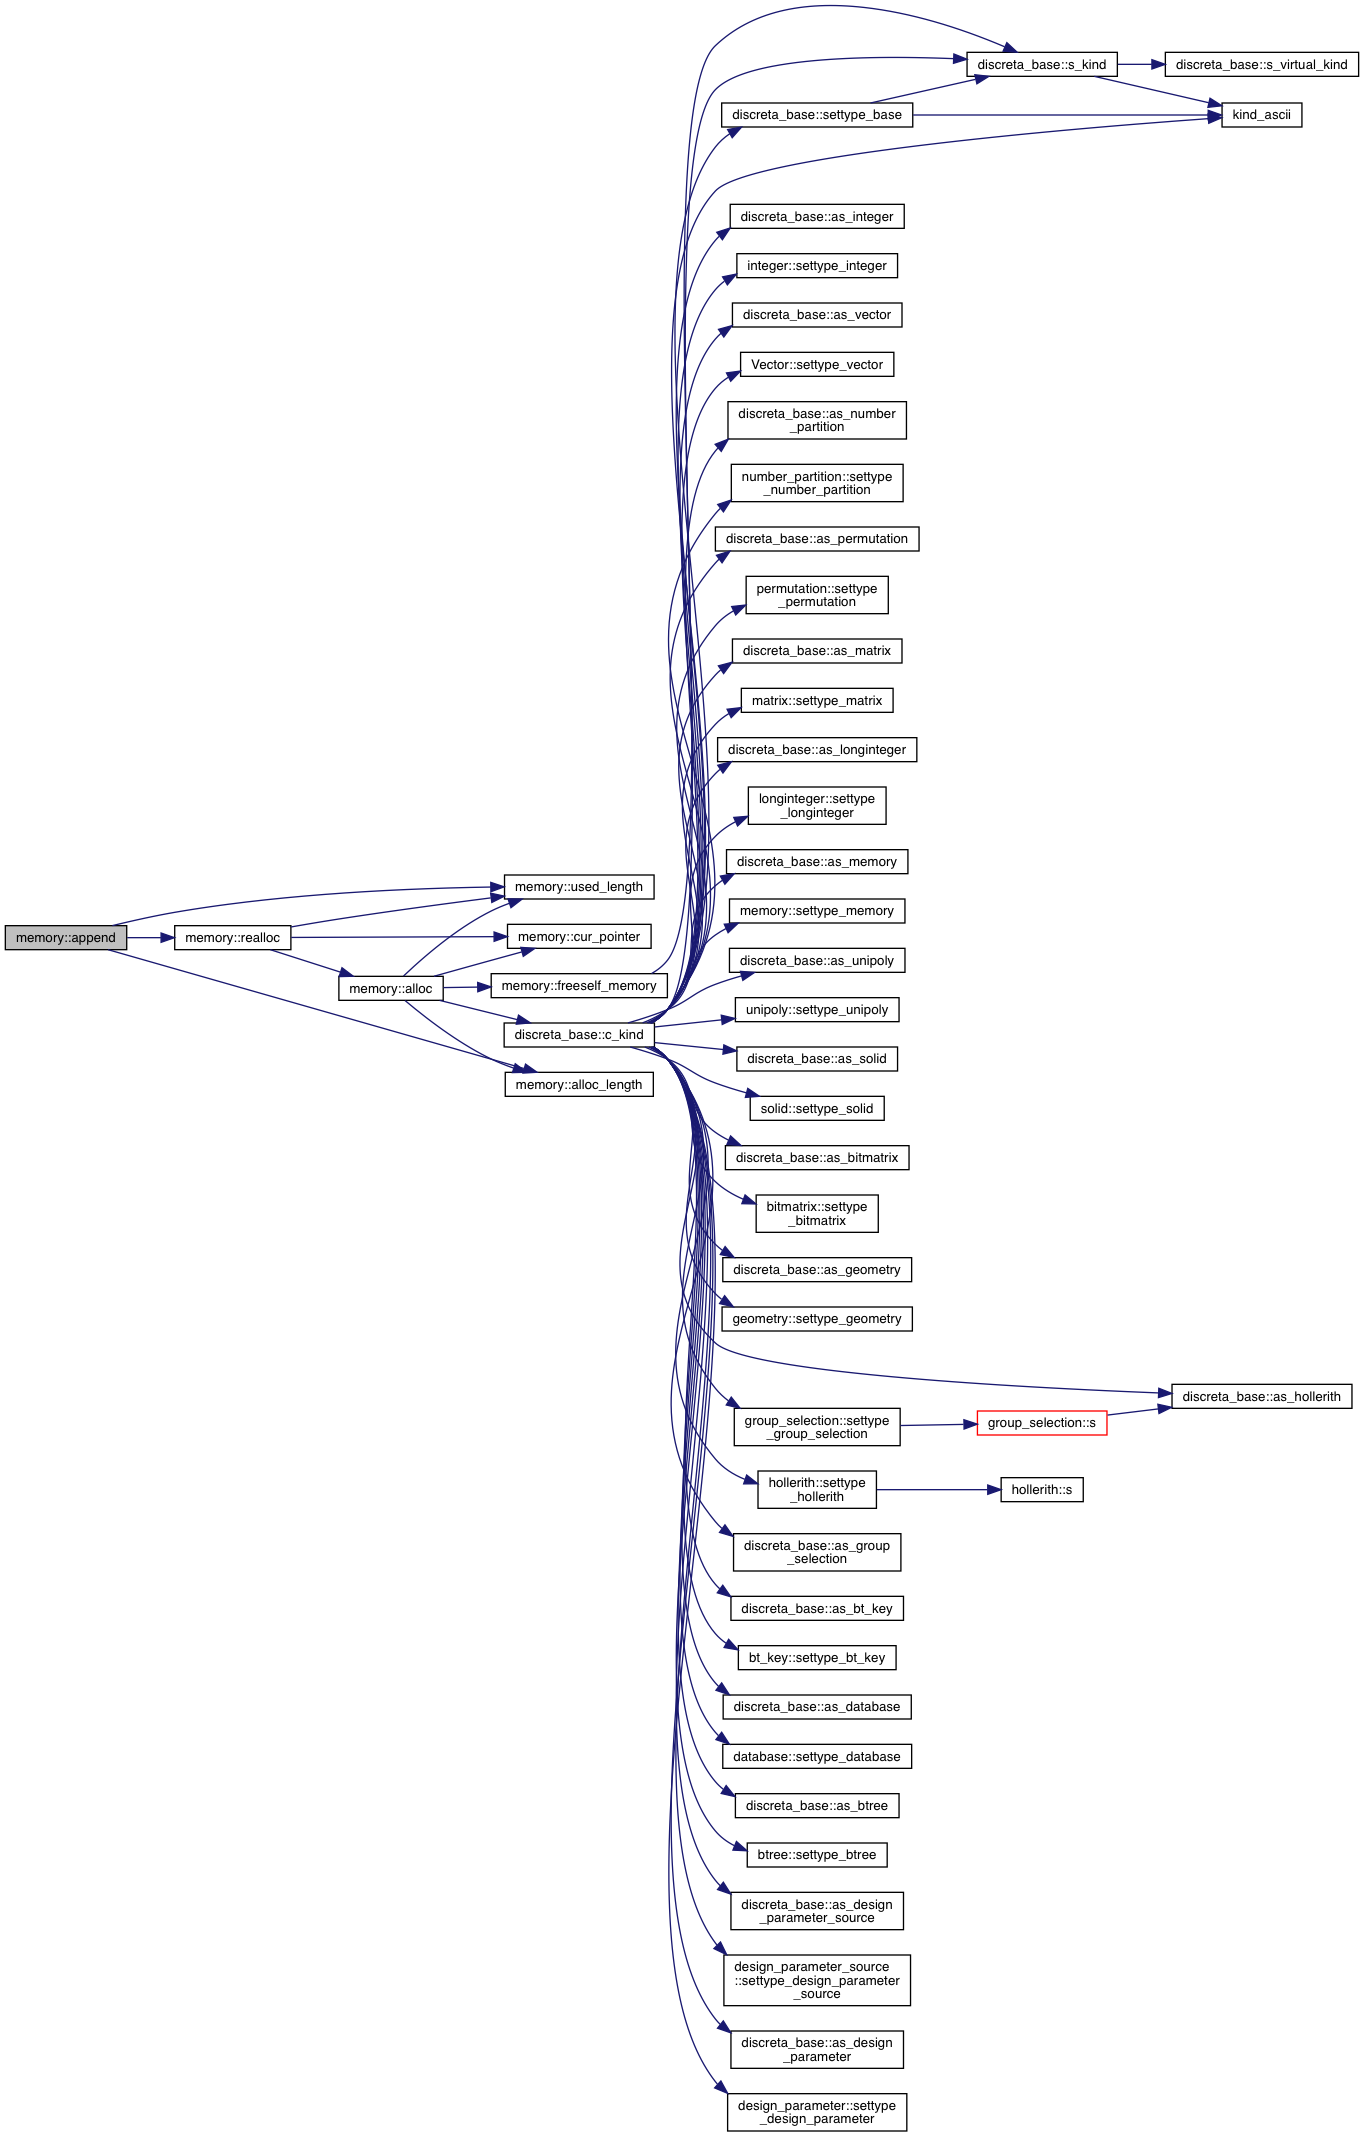 memory::append
memory::realloc
memory::alloc
memory::used_length
memory::cur_pointer
memory::freeself_memory
discreta_base::c_kind
memory::alloc_length
discreta_base::s_kind
discreta_base::s_virtual_kind
discreta_base::settype_base
kind_ascii
discreta_base::as_integer
integer::settype_integer
discreta_base::as_vector
Vector::settype_vector
discreta_base::as_number
_partition
number_partition::settype
_number_partition
discreta_base::as_permutation
permutation::settype
_permutation
discreta_base::as_matrix
matrix::settype_matrix
discreta_base::as_longinteger
longinteger::settype
_longinteger
discreta_base::as_memory
memory::settype_memory
discreta_base::as_unipoly
unipoly::settype_unipoly
discreta_base::as_solid
solid::settype_solid
discreta_base::as_bitmatrix
bitmatrix::settype
_bitmatrix
discreta_base::as_geometry
geometry::settype_geometry
discreta_base::as_hollerith
group_selection::settype
_group_selection
group_selection::s
hollerith::settype
_hollerith
hollerith::s
discreta_base::as_group
_selection
discreta_base::as_bt_key
bt_key::settype_bt_key
discreta_base::as_database
database::settype_database
discreta_base::as_btree
btree::settype_btree
discreta_base::as_design
_parameter_source
design_parameter_source
::settype_design_parameter
_source
discreta_base::as_design
_parameter
design_parameter::settype
_design_parameter